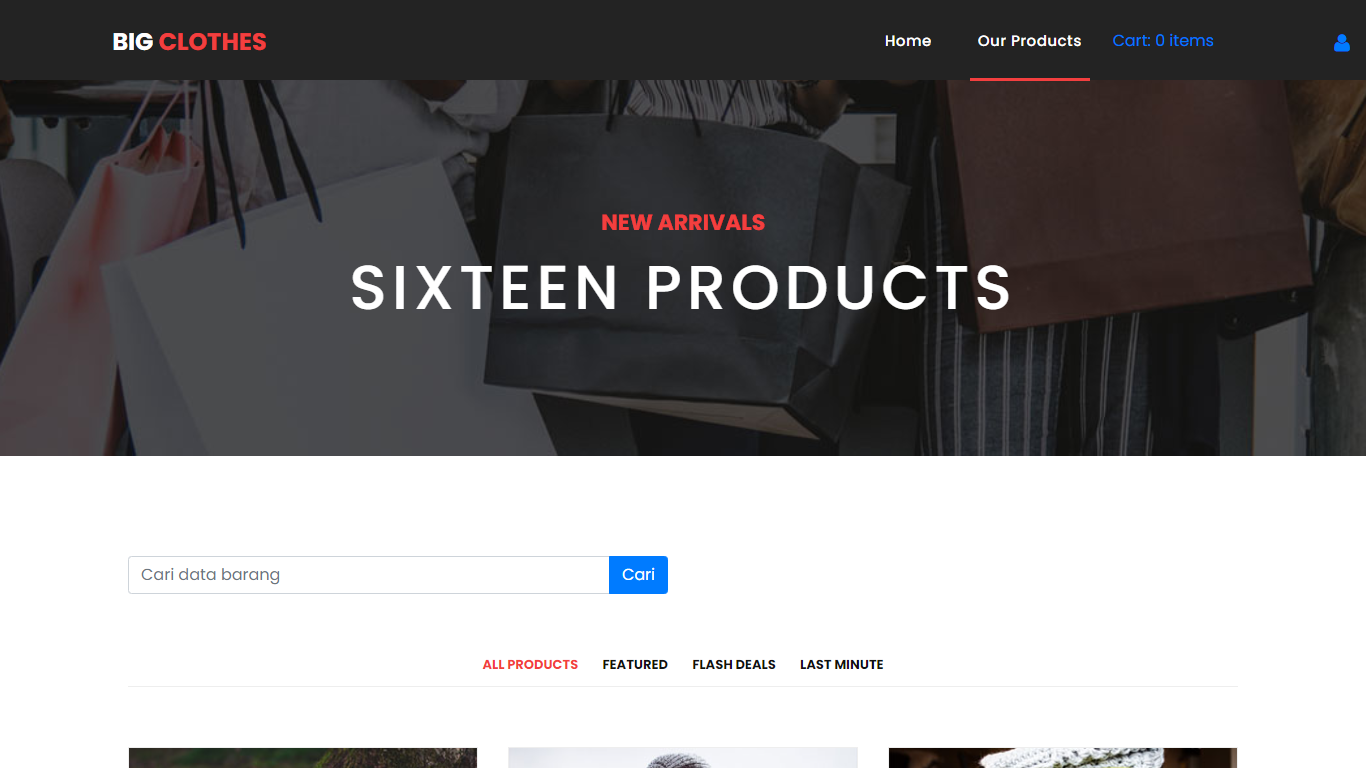 BIG CLOTHES
Home
Our Products
Cart: 0 items
NEW ARRIVALS
SIXTEEN PRODUCTS
Cari data barang
Cari
ALL PRODUCTS
FEATURED
FLASH DEALS
LAST MINUTE